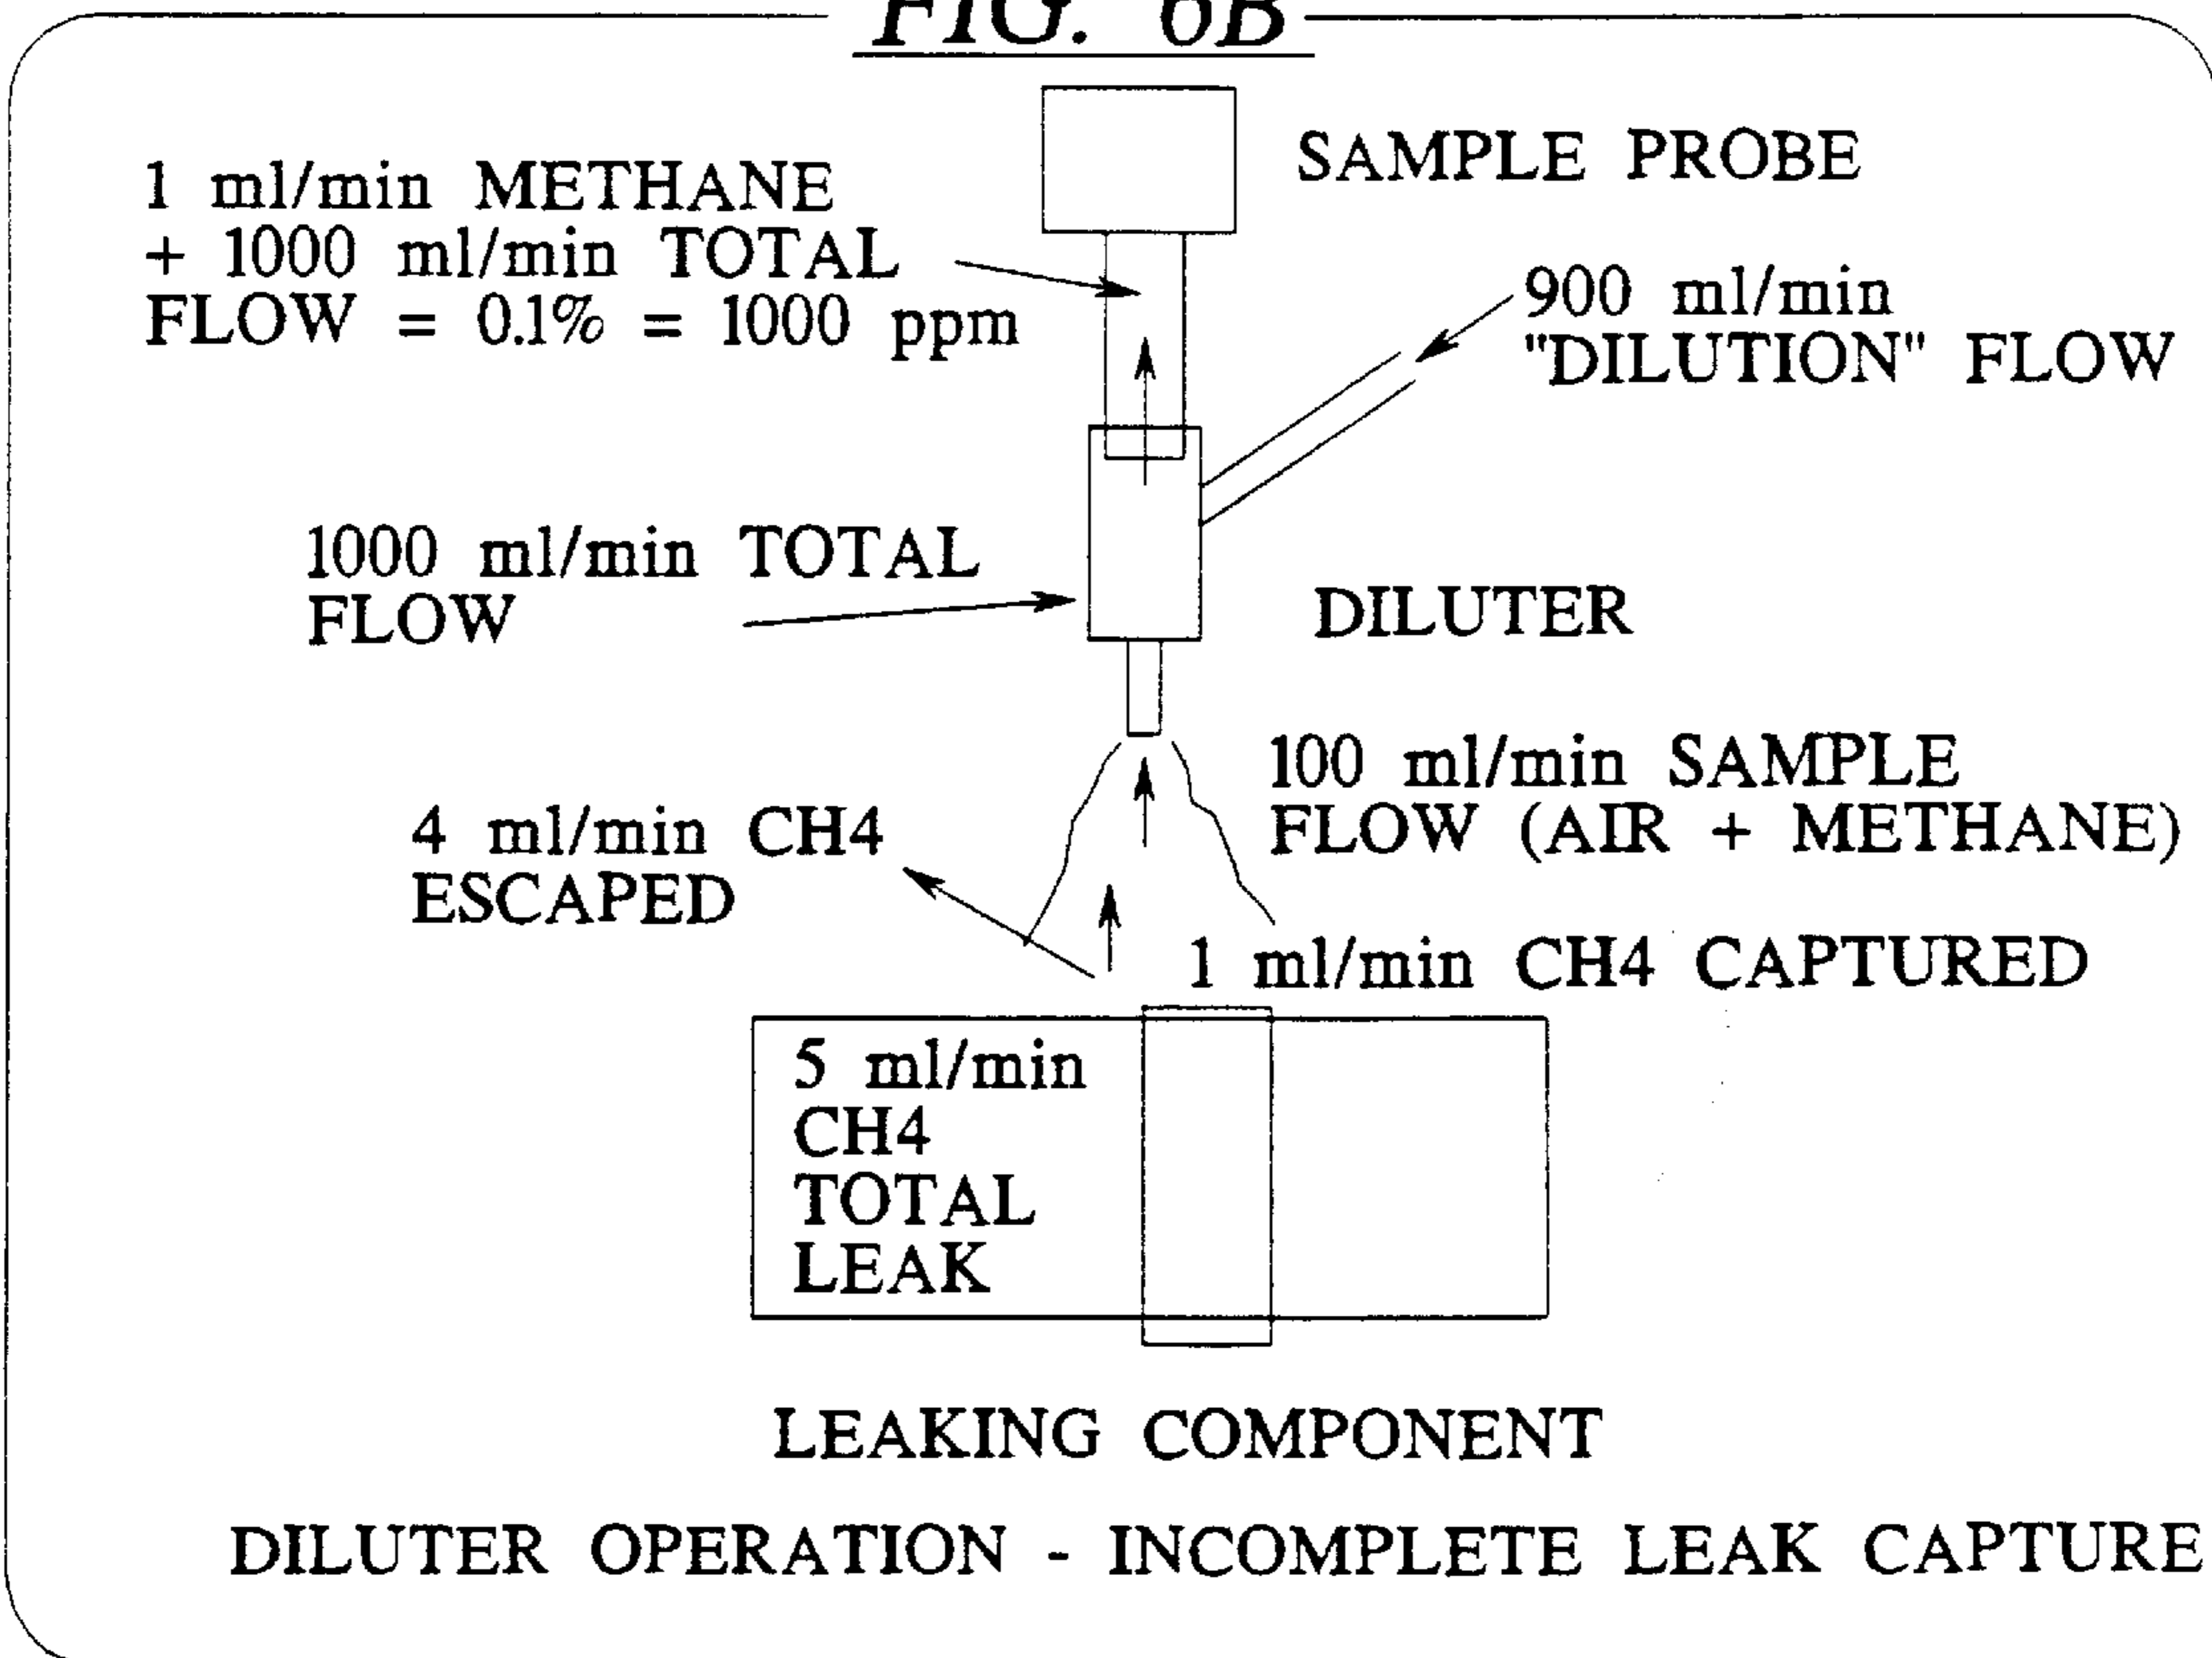 FIG. 6B
SAMPLE PROBE
1 ml/min METHANE
+ 1000 ml/min TOTAL
FLOW = 0.1% = 1000 ppm
900 ml/min
"DILUTION" FLOW
1000 ml/min TOTAL
FLOW
DILUTER
100 ml/min SAMPLE
FLOW (AIR + METHANE)
4 ml/min CH4
ESCAPED
1 ml/min CH4 CAPTURED
5 ml/min
CH4
TOTAL
LEAK
LEAKING COMPONENT
DILUTER OPERATION - INCOMPLETE LEAK CAPTURE